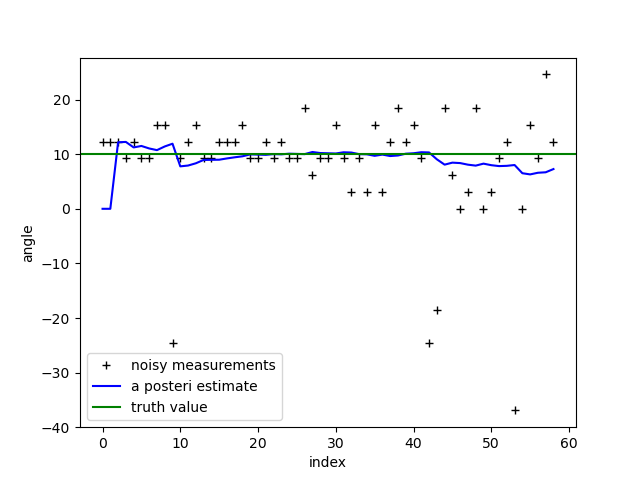 20
10
0
−10
−20
−30
−40
angle
noisy measurements
a posteri estimate
truth value
0 10 20 30 40 50 60
index